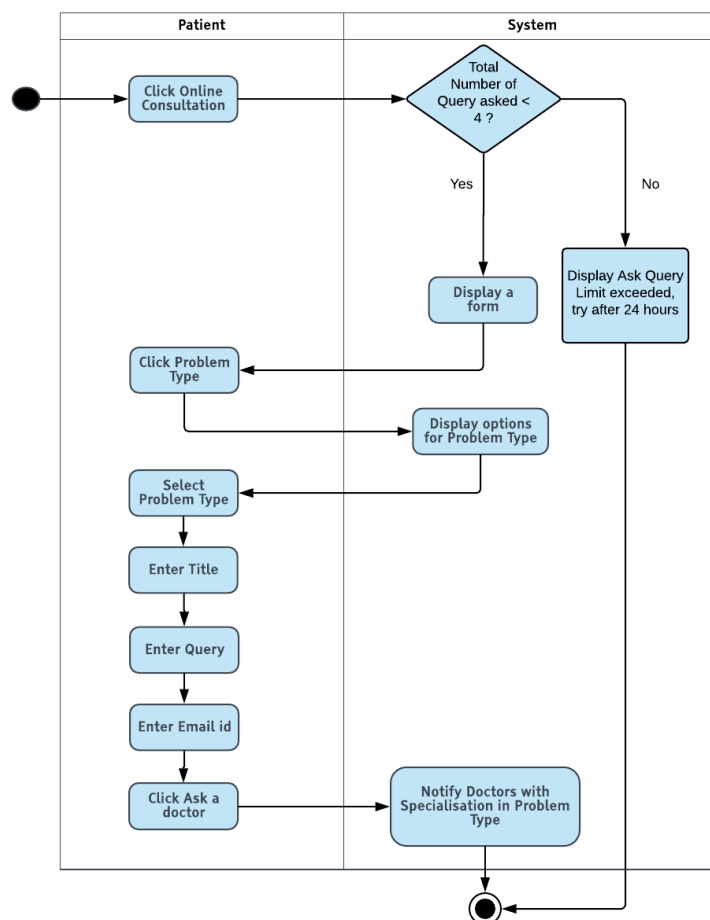 Patient
System
Click Online
Consultation
Total
Number of
Query asked <
4 ?
Yes
No
Display a
form
Display Ask Query
Limit exceeded,
try after 24 hours
Click Problem
Type
Display options
for Problem Type
Select
Problem Type
Enter Title
Enter Query
Enter Email id
Click Ask a
doctor
Notify Doctors with
Specialisation in Problem
Type